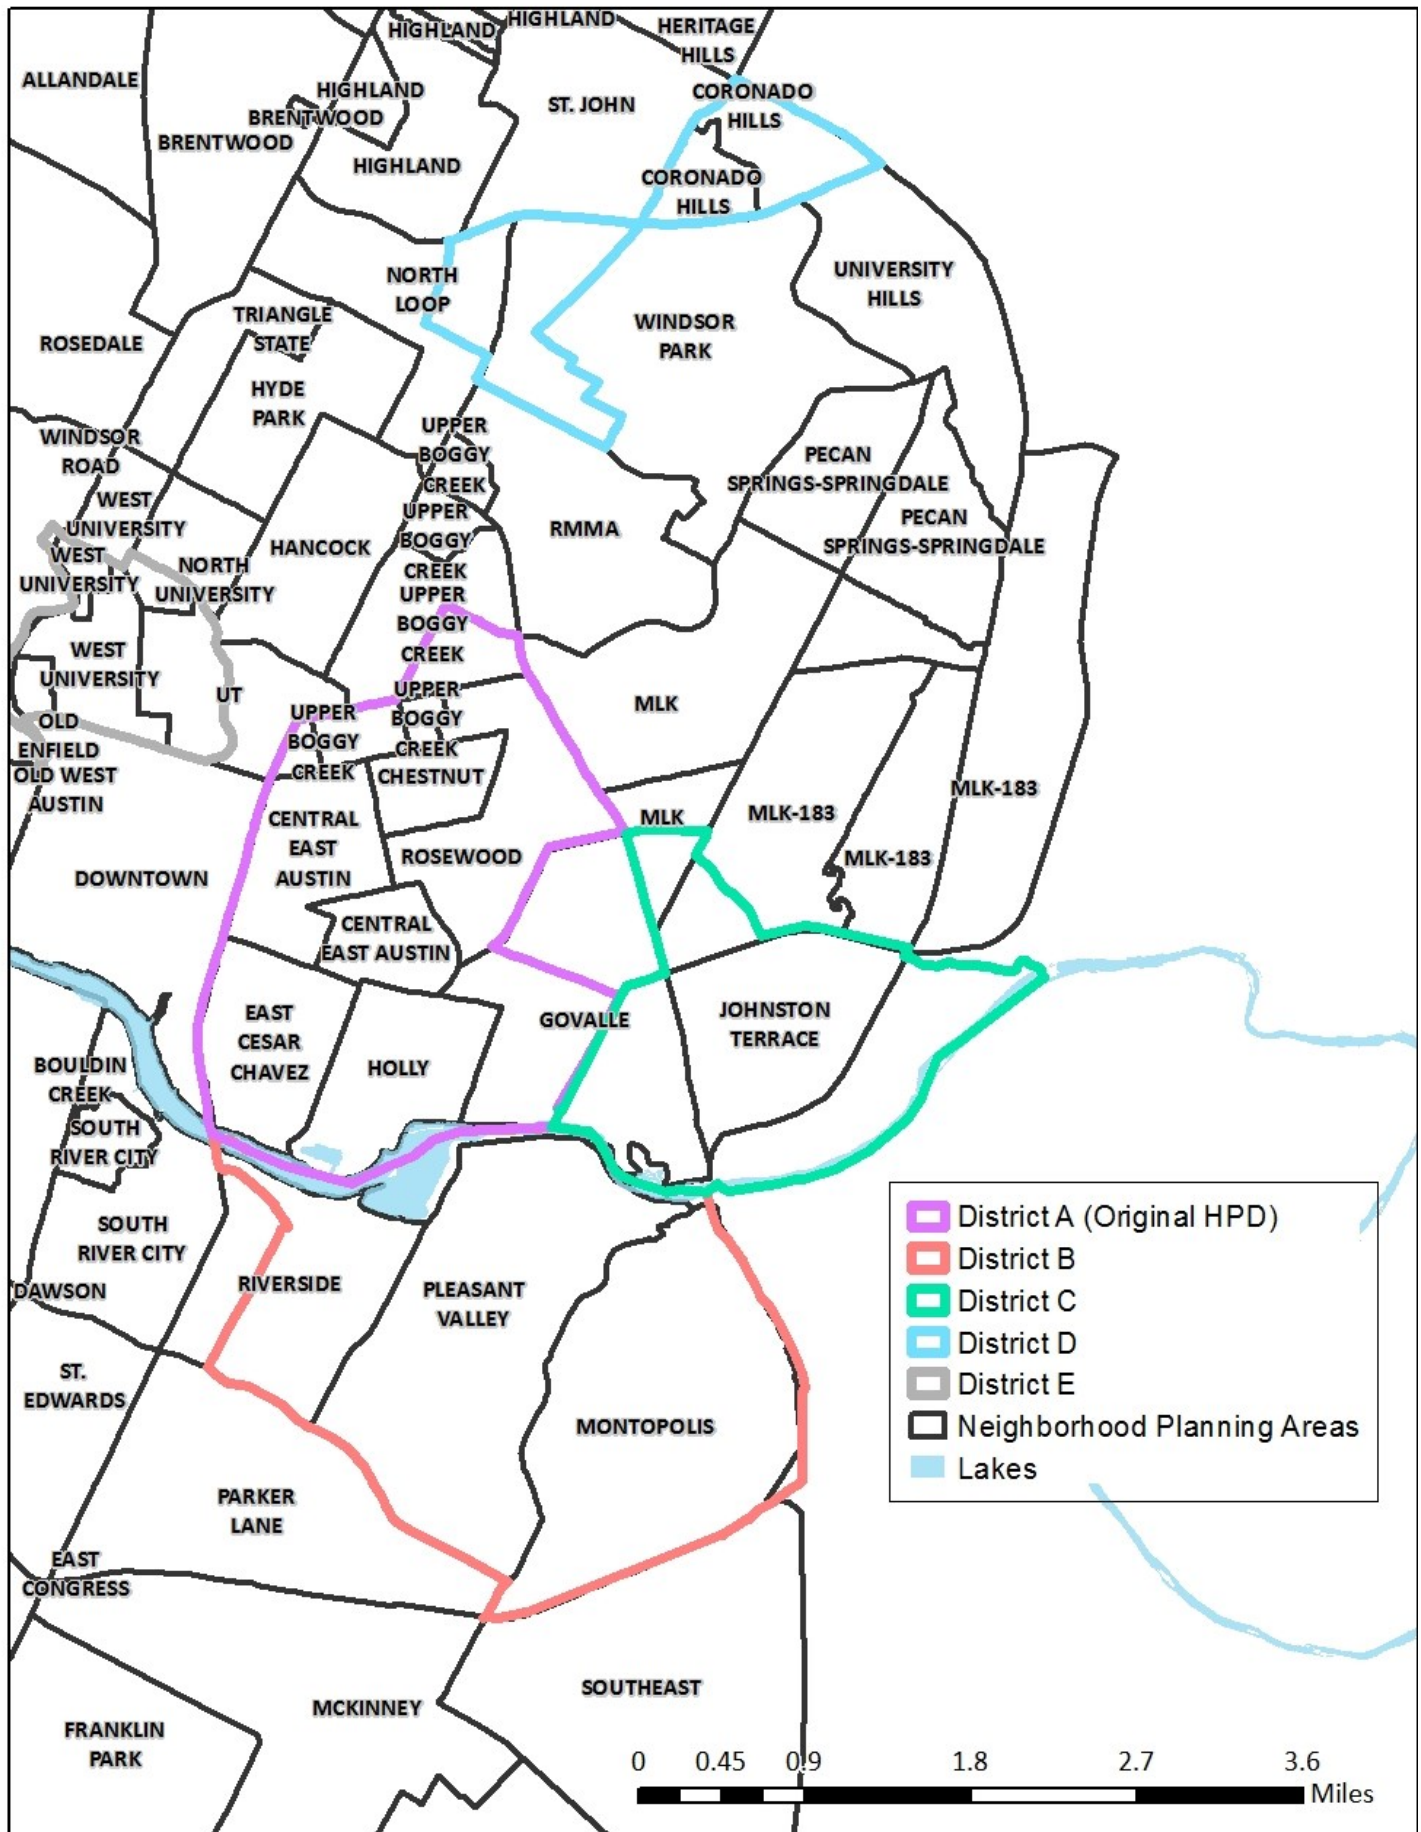 HIGHLAND
HIGHLAND
HERITAGE
HILLS
ALLANDALE
HIGHLAND
BRENTWOOD
BRENTWOOD
ST. JOHN
CORONADO
HILLS
HIGHLAND
CORONADO
HILLS
NORTH
LOOP
UNIVERSITY
HILLS
TRIANGLE
STATE
ROSEDALE
WINDSOR
PARK
HYDE
PARK
WINDSOR
ROAD
UPPER
BOGGY
CREEK
PECAN
SPRINGS-SPRINGDALE
WEST
UNIVERSITY
UPPER
BOGGY
CREEK
RMMA
PECAN
SPRINGS-SPRINGDALE
WEST
UNIVERSITY
NORTH
UNIVERSITY
HANCOCK
UPPER
BOGGY
CREEK
WEST
UNIVERSITY
UT
UPPER
BOGGY
CREEK
MLK
OLD
ENFIELD
UPPER
BOGGY
CREEK
OLD WEST
AUSTIN
CHESTNUT
MLK-183
CENTRAL
EAST
AUSTIN
MLK
MLK-183
MLK-183
DOWNTOWN
ROSEWOOD
CENTRAL
EAST AUSTIN
EAST
CESAR
CHAVEZ
GOVALLE
JOHNSTON
TERRACE
BOULDIN
CREEK
HOLLY
SOUTH
RIVER CITY
SOUTH
RIVER CITY
DAWSON
RIVERSIDE
PLEASANT
VALLEY
ST.
EDWARDS
MONTOPOLIS
PARKER
LANE
EAST
CONGRESS
SOUTHEAST
MCKINNEY
FRANKLIN
PARK
District A (Original HPD)
District B
District C
District D
District E
Neighborhood Planning Areas
Lakes
0 0.45 0.9 1.8 2.7 3.6
Miles